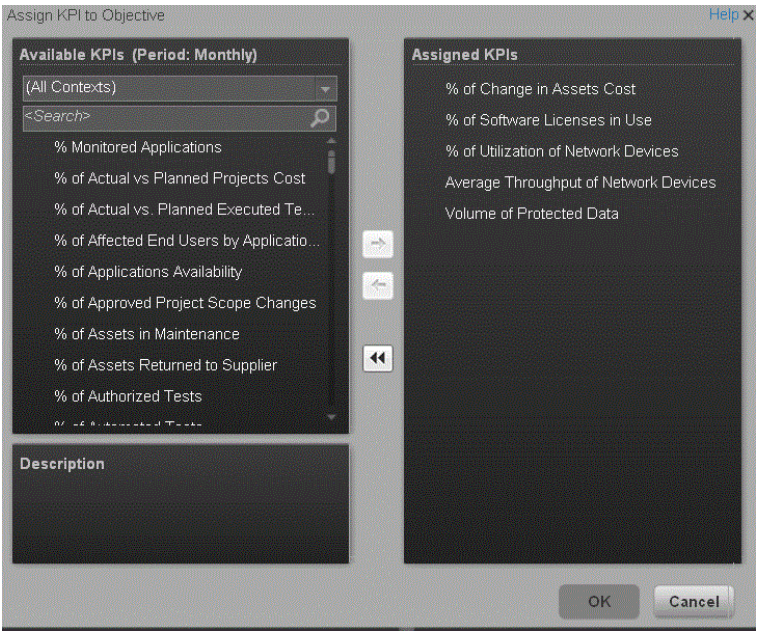 Assign KPI to Objective
Help
Available KPIs (Period: Monthly)
(All Contexts)
<Search>
% Monitored Applications
% of Actual vs Planned Projects Cost
% of Actual vs. Planned Executed Te...
% of Affected End Users by Applicatio...
% of Applications Availability
% of Approved Project Scope Changes
% of Assets in Maintenance
% of Assets Returned to Supplier
% of Authorized Tests
% of Automated Tests
Description
Assigned KPIs
% of Change in Assets Cost
% of Software Licenses in Use
% of Utilization of Network Devices
Average Throughput of Network Devices
Volume of Protected Data
OK
Cancel